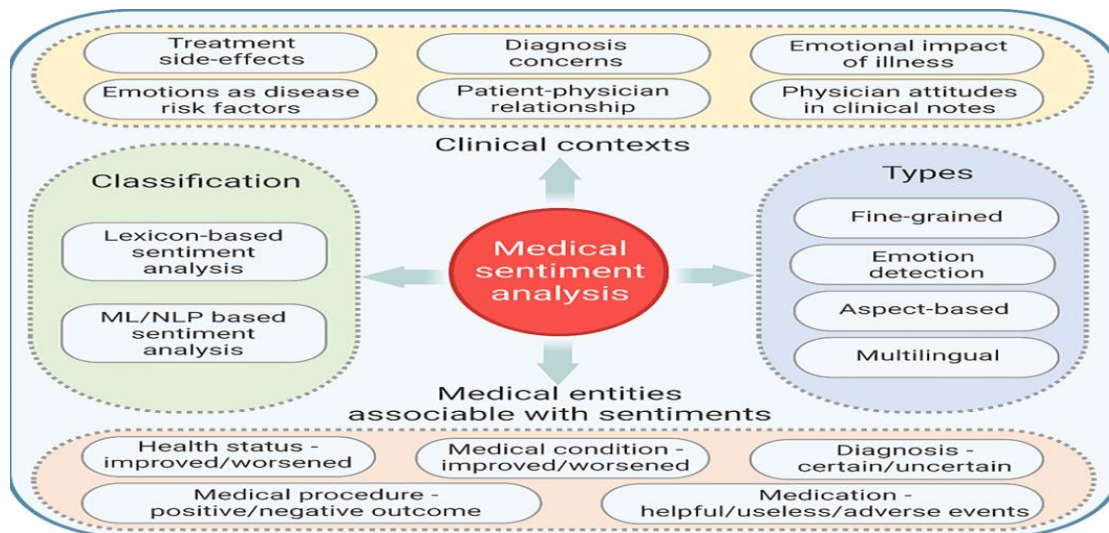 Treatment
side-effects
Diagnosis
concerns
Emotional impact
of illness
Emotions as disease
risk factors
Patient-physician
relationship
Physician attitudes
in clinical notes
Clinical contexts
Classification
Lexicon-based
sentiment
analysis
ML/NLP based
sentiment
analysis
Medical
sentiment
analysis
Types
Fine-grained
Emotion
detection
Aspect-based
Multilingual
Medical entities
associable with sentiments
Health status -
improved/worsened
Medical condition -
improved/worsened
Diagnosis -
certain/uncertain
Medical procedure -
positive/negative outcome
Medication -
helpful/useless/adverse events